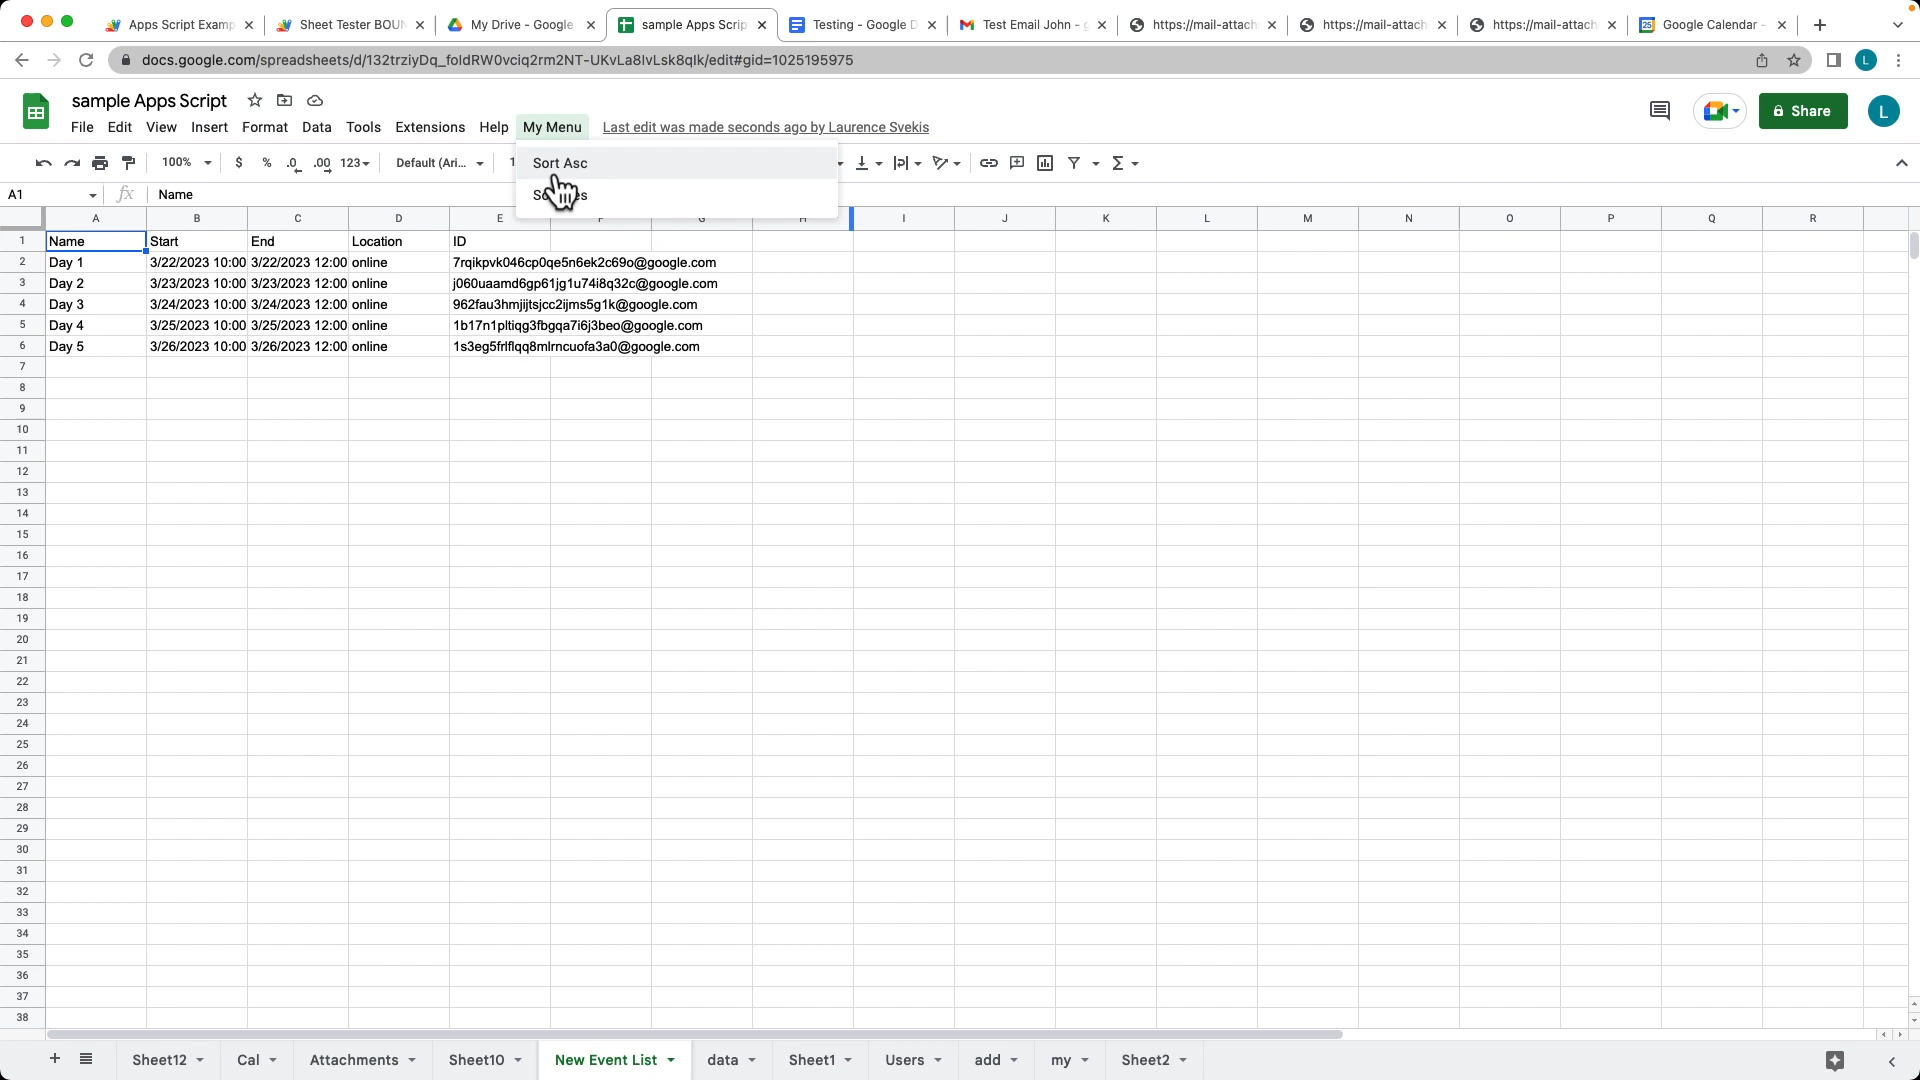 Apps Script Examp
Sheet Tester BOUN
My Drive - Google
sample Apps Scrip
Testing - Google D
Test Email John - g
https://mail-attach
https://mail-attach
https://mail-attach
Google Calendar -
docs.google.com/spreadsheets/d/132trziyDq_foldRW0vciq2rm2NT-UKvLa8lvLsk8qlk/edit#gid=1025195975
L
sample Apps Script
File Edit View Insert Format Data Tools Extensions Help My Menu Last edit was made seconds ago by Laurence Svekis
Share
L
100% $ % .0 .00 123 Default (Ari...
Sort Asc
A1 fx Name
A B C D E I J K L M N O P Q R
1 Name Start End Location ID
2 Day 1 3/22/2023 10:00 3/22/2023 12:00 online 7rqikpvk046cp0qe5n6ek2c69o@google.com
3 Day 2 3/23/2023 10:00 3/23/2023 12:00 online j060uaamd6gp61jg1u74i8q32c@google.com
4 Day 3 3/24/2023 10:00 3/24/2023 12:00 online 962fau3hmjijtsjcc2ijms5g1k@google.com
5 Day 4 3/25/2023 10:00 3/25/2023 12:00 online 1b17n1pltiqg3fbgqa7i6j3beo@google.com
6 Day 5 3/26/2023 10:00 3/26/2023 12:00 online 1s3eg5frlflqq8mlrncuofa3a0@google.com
7
8
9
10
11
12
13
14
15
16
17
18
19
20
21
22
23
24
25
26
27
28
29
30
31
32
33
34
35
36
37
38
Sheet12 Cal Attachments Sheet10 New Event List data Sheet1 Users add my Sheet2